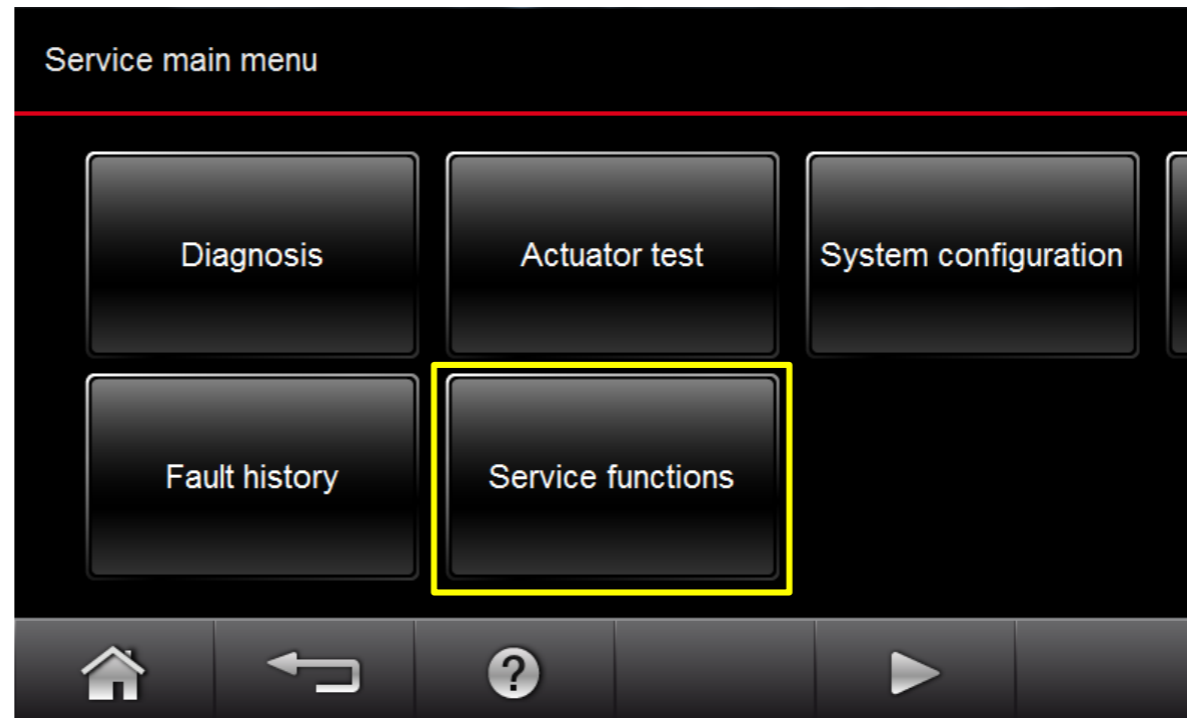 Service main menu
Diagnosis
Actuator test
System configuration
Fault history
Service functions
?